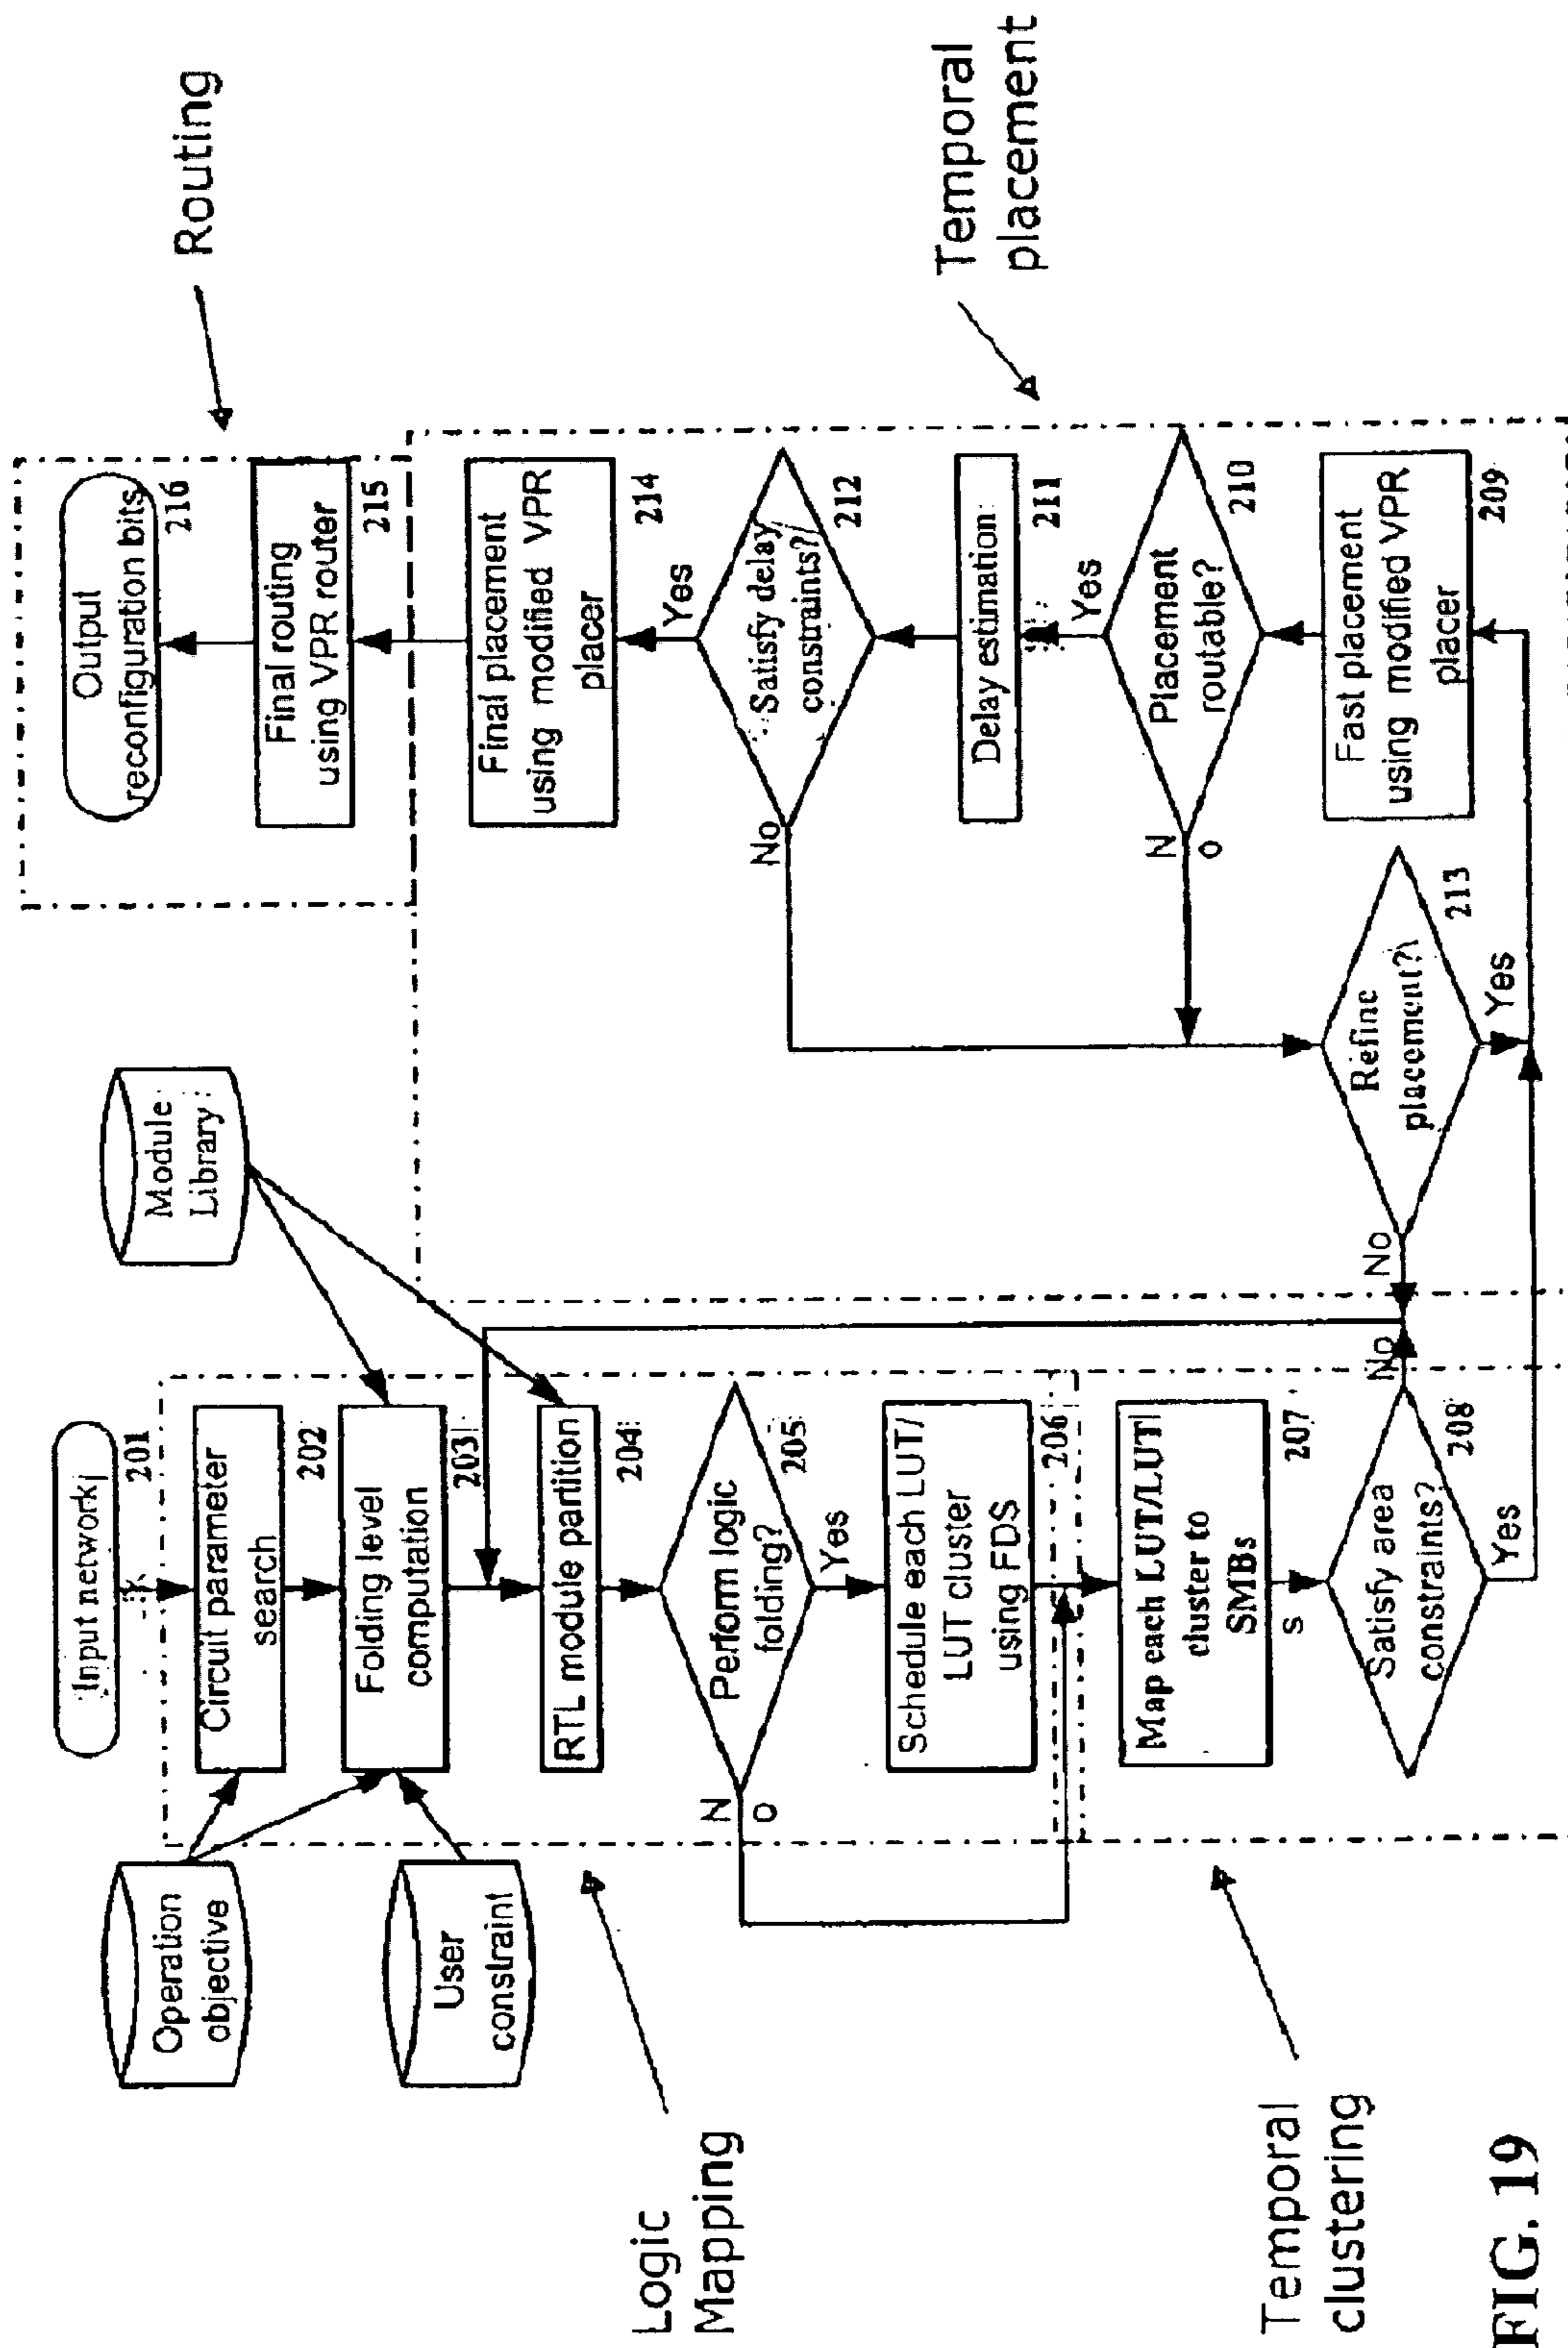 Input network
201
Circuit parameter
search
202
Folding level
computation
203
RTL module partition
204
Perform logic
folding?
205
Yes
N
o
Schedule each LUT/
LUT cluster
using FDS
206
Map each LUT/LUT
cluster to
SMBs
207
s
Satisfy area
constraints?
208
No
Yes
Operation
objective
User
constraint
Module
Library
Logic
Mapping
Temporal
clustering
Output
reconfiguration bits
216
Final routing
using VPR router
215
Final placement
using modified VPR
placer
214
Yes
Satisfy delay
constraints?
212
No
Delay estimation
211
Yes
Placement
routable?
210
N
o
Fast placement
using modified VPR
placer
209
Refine
placement?
213
No
Yes
Routing
Temporal
placement
FIG. 19